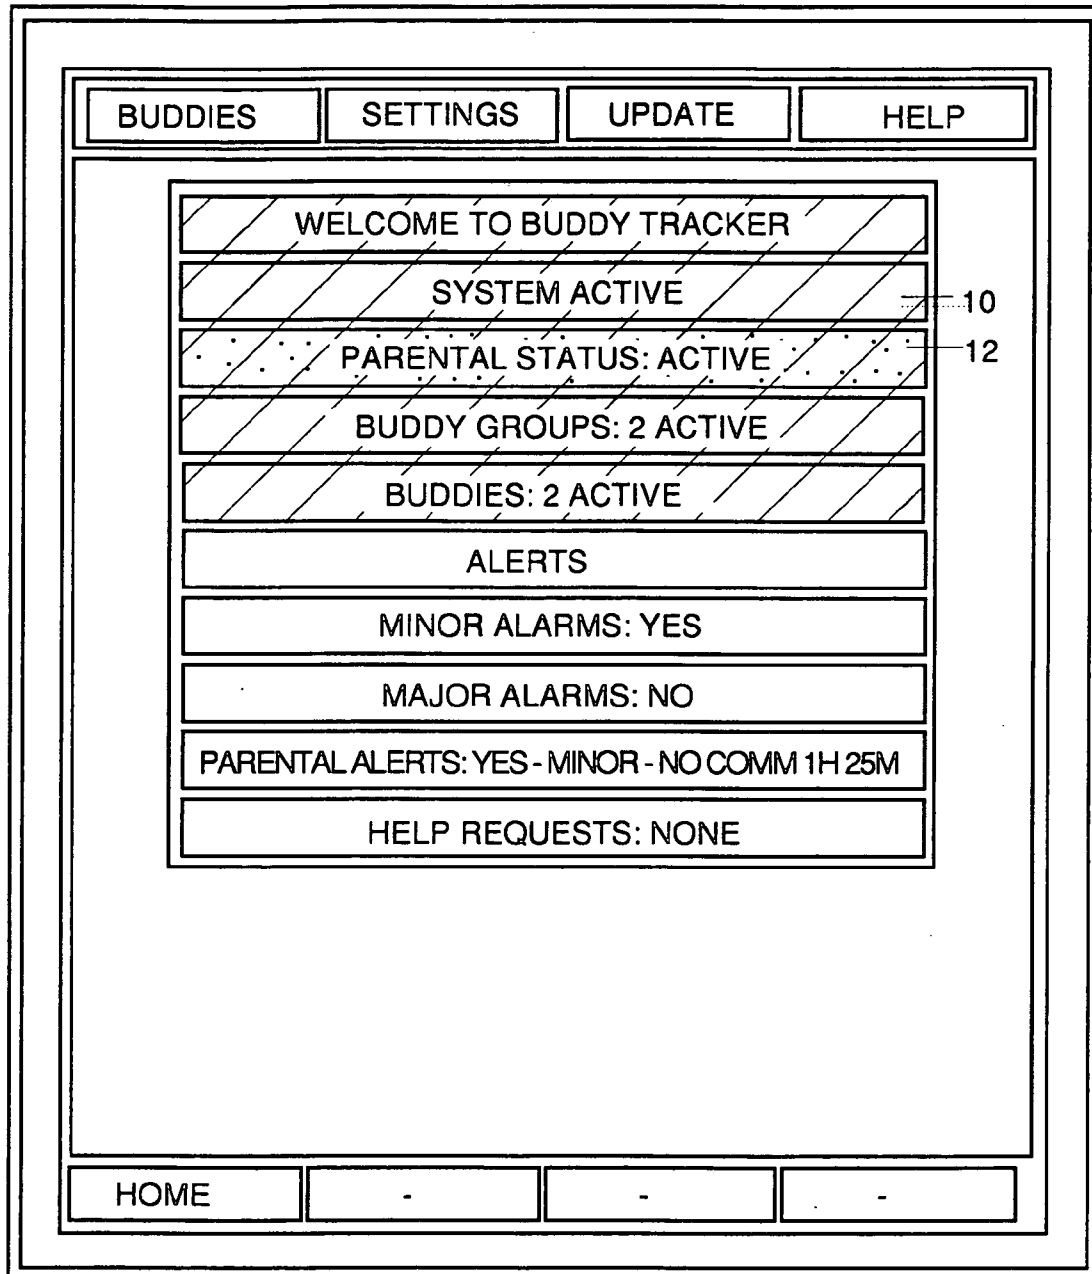 BUDDIES SETTINGS UPDATE HELP
WELCOME TO BUDDY TRACKER
SYSTEM ACTIVE
10
PARENTAL STATUS: ACTIVE
12
BUDDY GROUPS: 2 ACTIVE
BUDDIES: 2 ACTIVE
ALERTS
MINOR ALARMS: YES
MAJOR ALARMS: NO
PARENTAL ALERTS: YES - MINOR - NO COMM 1H 25M
HELP REQUESTS: NONE
HOME - - -